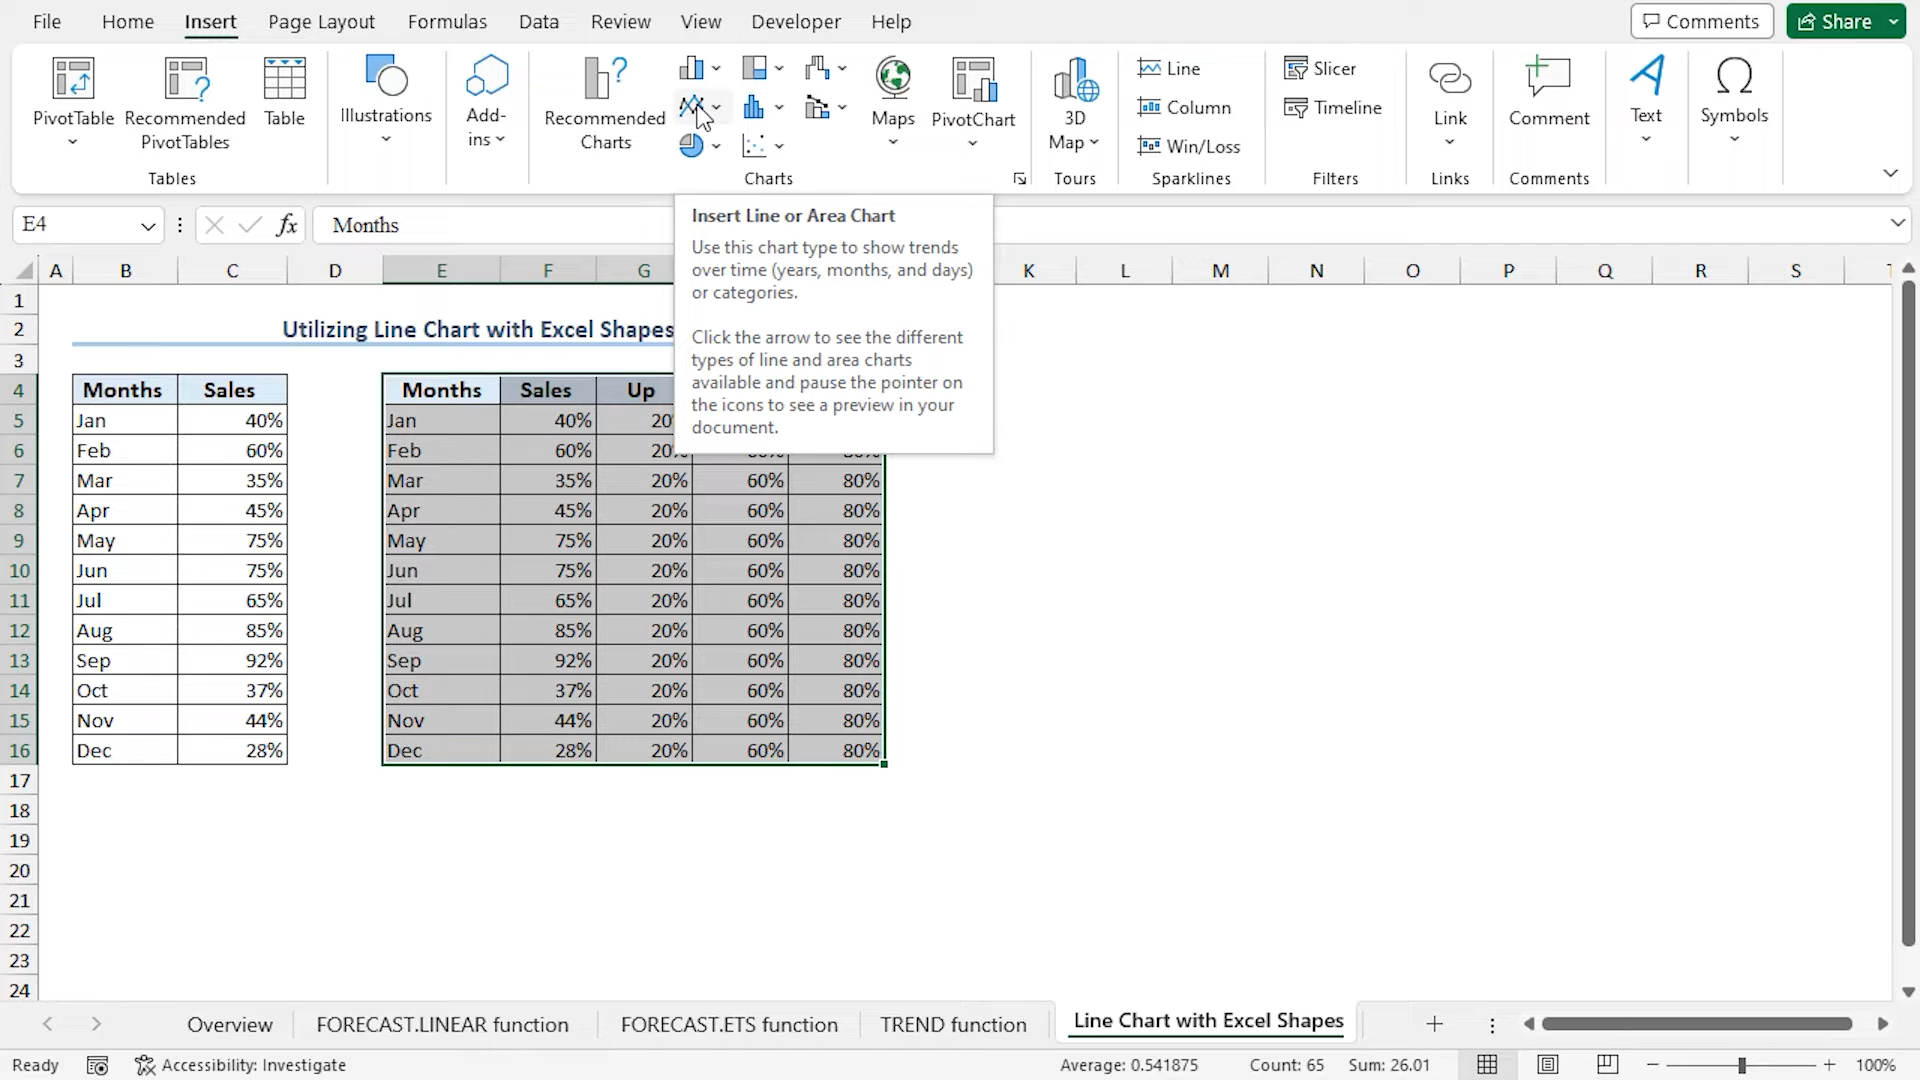 File Home Insert Page Layout Formulas Data Review View Developer Help Comments Share
PivotTable
Recommended
PivotTables
Table
Tables
Illustrations
Add-
ins
Recommended
Charts
Maps
PivotChart
Charts
3D
Map
Tours
Line
Column
Win/Loss
Sparklines
Slicer
Timeline
Filters
Link
Links
Comment
Comments
Text
Symbols
E4 fx Months
Insert Line or Area Chart
Use this chart type to show trends
over time (years, months, and days)
or categories.
Click the arrow to see the different
types of line and area charts
available and pause the pointer on
the icons to see a preview in your
document.
A B C D E F G K L M N O P Q R S
1
2 Utilizing Line Chart with Excel Shapes
3
4 Months Sales Months Sales Up
5 Jan 40% Jan 40% 20
6 Feb 60% Feb 60% 20
7 Mar 35% Mar 35% 20% 60% 80%
8 Apr 45% Apr 45% 20% 60% 80%
9 May 75% May 75% 20% 60% 80%
10 Jun 75% Jun 75% 20% 60% 80%
11 Jul 65% Jul 65% 20% 60% 80%
12 Aug 85% Aug 85% 20% 60% 80%
13 Sep 92% Sep 92% 20% 60% 80%
14 Oct 37% Oct 37% 20% 60% 80%
15 Nov 44% Nov 44% 20% 60% 80%
16 Dec 28% Dec 28% 20% 60% 80%
17
18
19
20
21
22
23
24
Overview FORECAST.LINEAR function FORECAST.ETS function TREND function Line Chart with Excel Shapes
Ready Accessibility: Investigate Average: 0.541875 Count: 65 Sum: 26.01 100%